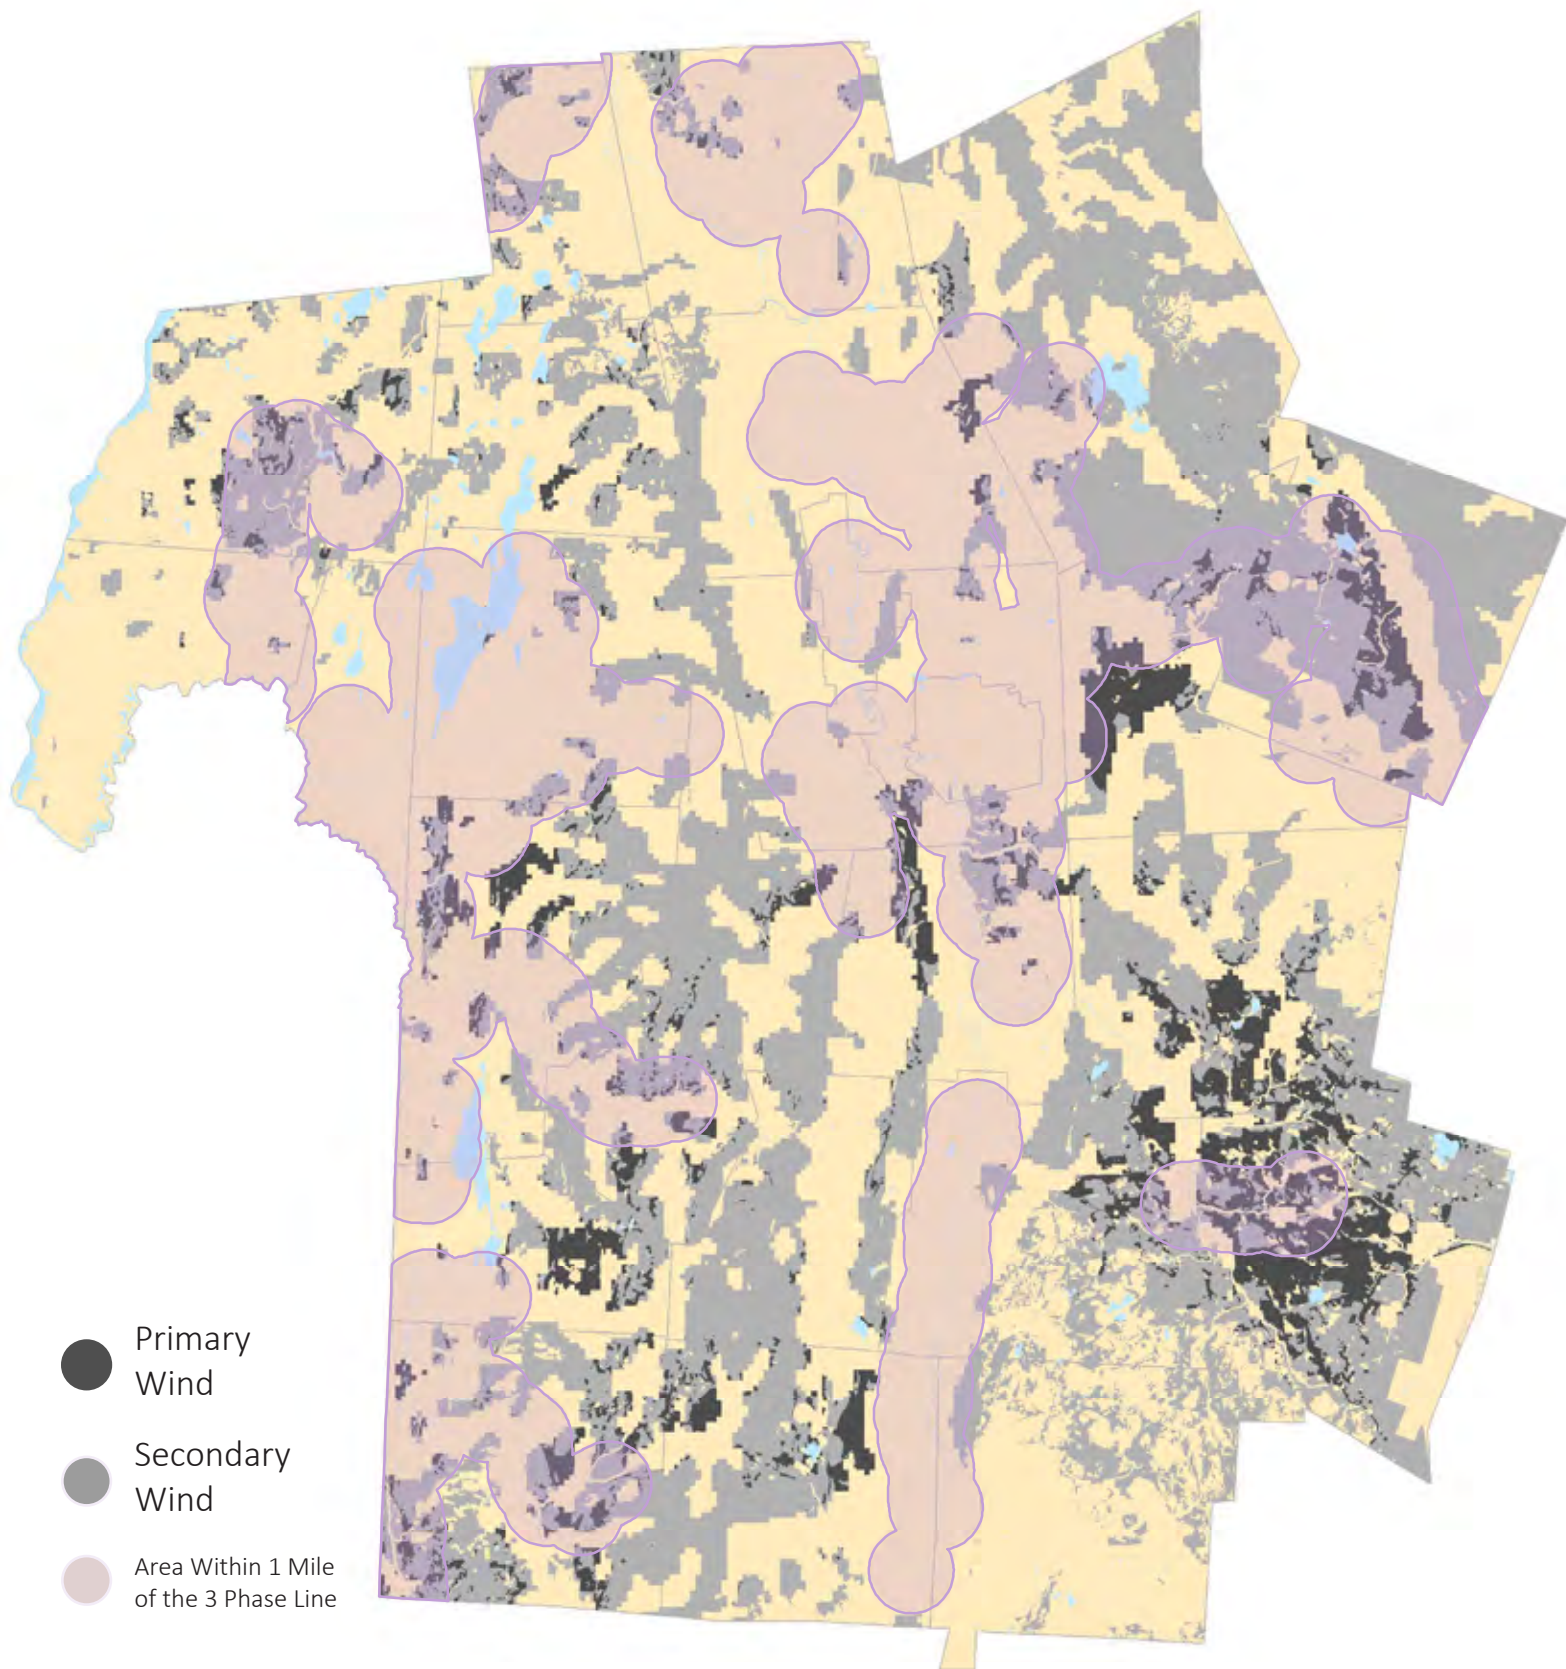 Primary
Wind
Secondary
Wind
Area Within 1 Mile
of the 3 Phase Line